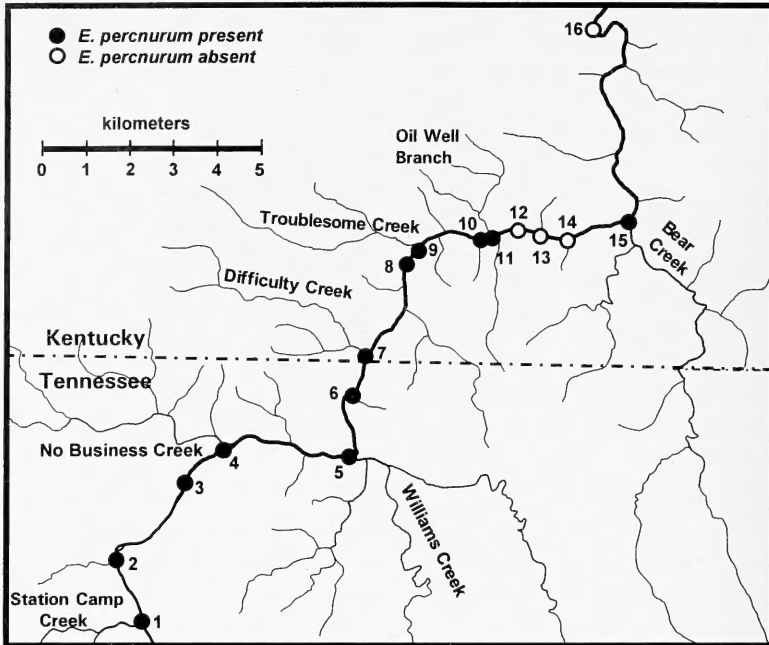 E. percnurum present
E. percnurum absent
kilometers
0 1 2 3 4 5
16
Oil Well
Branch
Troublesome Creek
10
12
14
9
11
13
15
8
Bear
Creek
Difficulty Creek
Kentucky
7
Tennessee
6
No Business Creek
4
5
3
Williams Creek
2
Station Camp
Creek
1